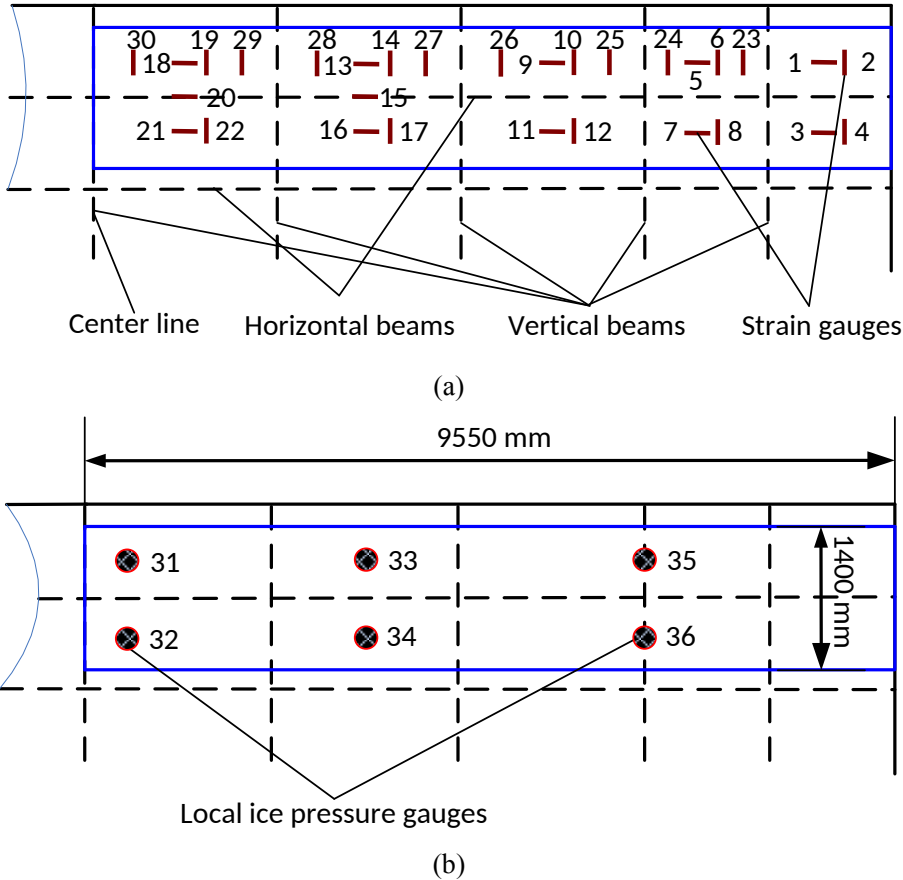 30 19 29 28 14 27 26 10 25 24 6 23
18 13 9 5 1 2
20 15
21 22 16 17 11 12 7 8 3 4
Center line Horizontal beams Vertical beams Strain gauges
(a)
9550 mm
31 33 35
1400 mm
32 34 36
Local ice pressure gauges
(b)